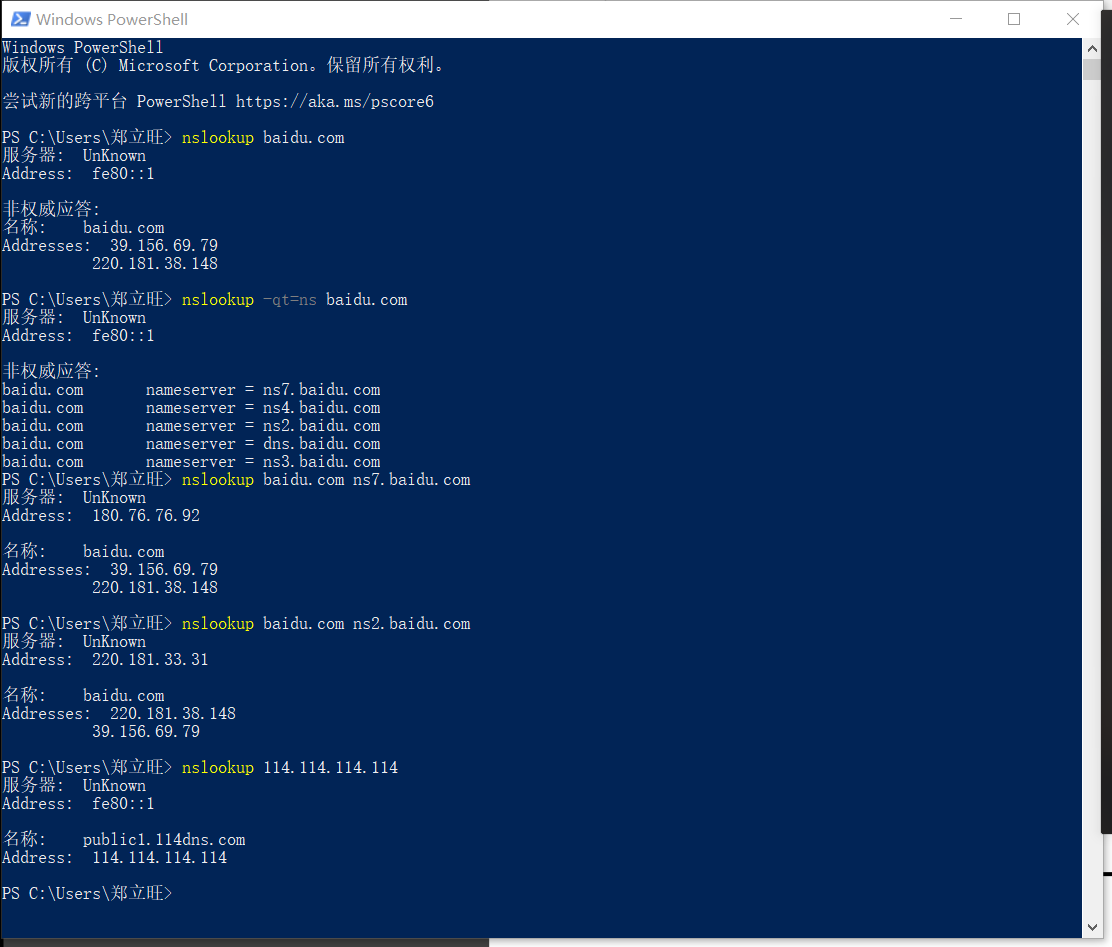 Windows PowerShell
Windows PowerShell
版权所有 (C) Microsoft Corporation。保留所有权利。
尝试新的跨平台 PowerShell https://aka.ms/pscore6
PS C:\Users\郑立旺> nslookup baidu.com
服务器:  UnKnown
Address:  fe80::1
非权威应答:
名称:    baidu.com
Addresses:  39.156.69.79
          220.181.38.148
PS C:\Users\郑立旺> nslookup -qt=ns baidu.com
服务器:  UnKnown
Address:  fe80::1
非权威应答:
baidu.com       nameserver = ns7.baidu.com
baidu.com       nameserver = ns4.baidu.com
baidu.com       nameserver = ns2.baidu.com
baidu.com       nameserver = dns.baidu.com
baidu.com       nameserver = ns3.baidu.com
PS C:\Users\郑立旺> nslookup baidu.com ns7.baidu.com
服务器:  UnKnown
Address:  180.76.76.92
名称:    baidu.com
Addresses:  39.156.69.79
          220.181.38.148
PS C:\Users\郑立旺> nslookup baidu.com ns2.baidu.com
服务器:  UnKnown
Address:  220.181.33.31
名称:    baidu.com
Addresses:  220.181.38.148
          39.156.69.79
PS C:\Users\郑立旺> nslookup 114.114.114.114
服务器:  UnKnown
Address:  fe80::1
名称:    public1.114dns.com
Address:  114.114.114.114
PS C:\Users\郑立旺>